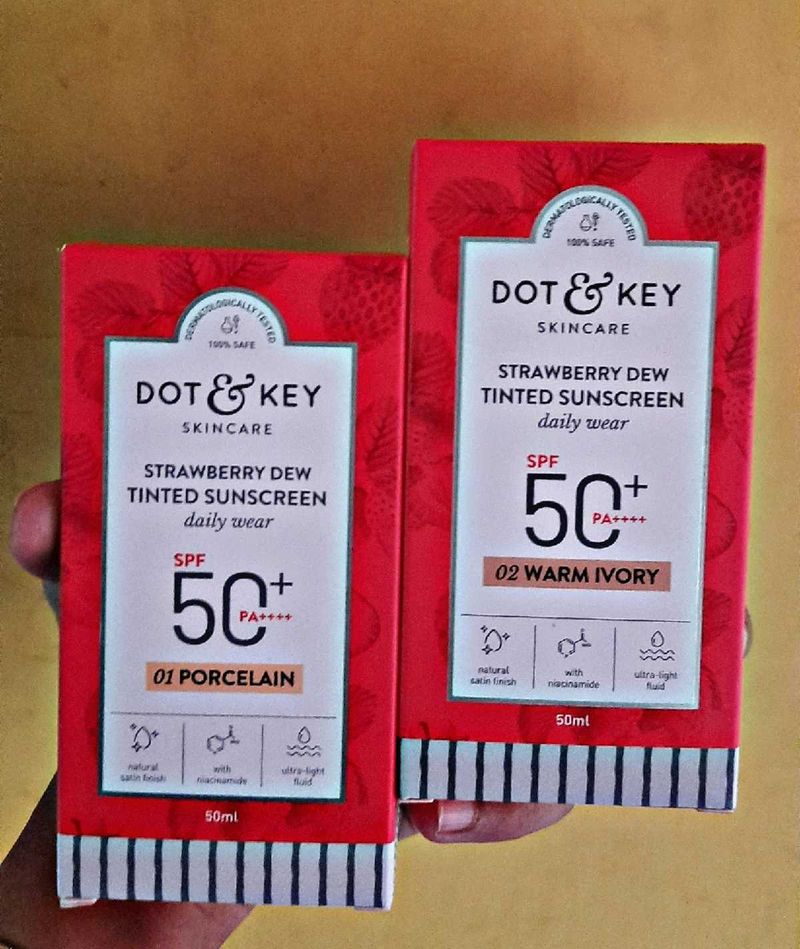 DERMATOLOGICALLY TESTED
100% SAFE
DOT & KEY
SKINCARE
STRAWBERRY DEW
TINTED SUNSCREEN
daily wear
SPF
50+
PA++++
01 PORCELAIN
natural
satin finish
with
niacinamide
ultra-light
fluid
50ml
DERMATOLOGICALLY TESTED
100% SAFE
DOT & KEY
SKINCARE
STRAWBERRY DEW
TINTED SUNSCREEN
daily wear
SPF
50+
PA++++
02 WARM IVORY
natural
satin finish
with
niacinamide
ultra-light
fluid
50ml